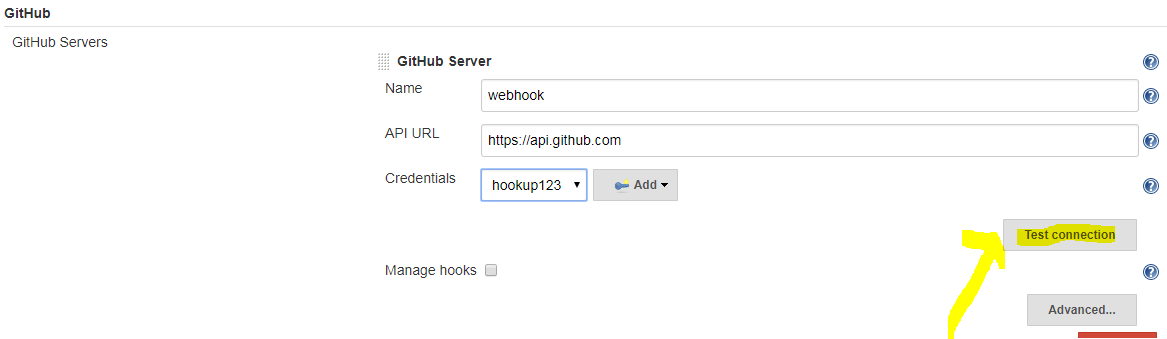 GitHub
GitHub Servers
GitHub Server
Name
webhook
API URL
https://api.github.com
Credentials
hookup123
Add
Test connection
Manage hooks
Advanced...